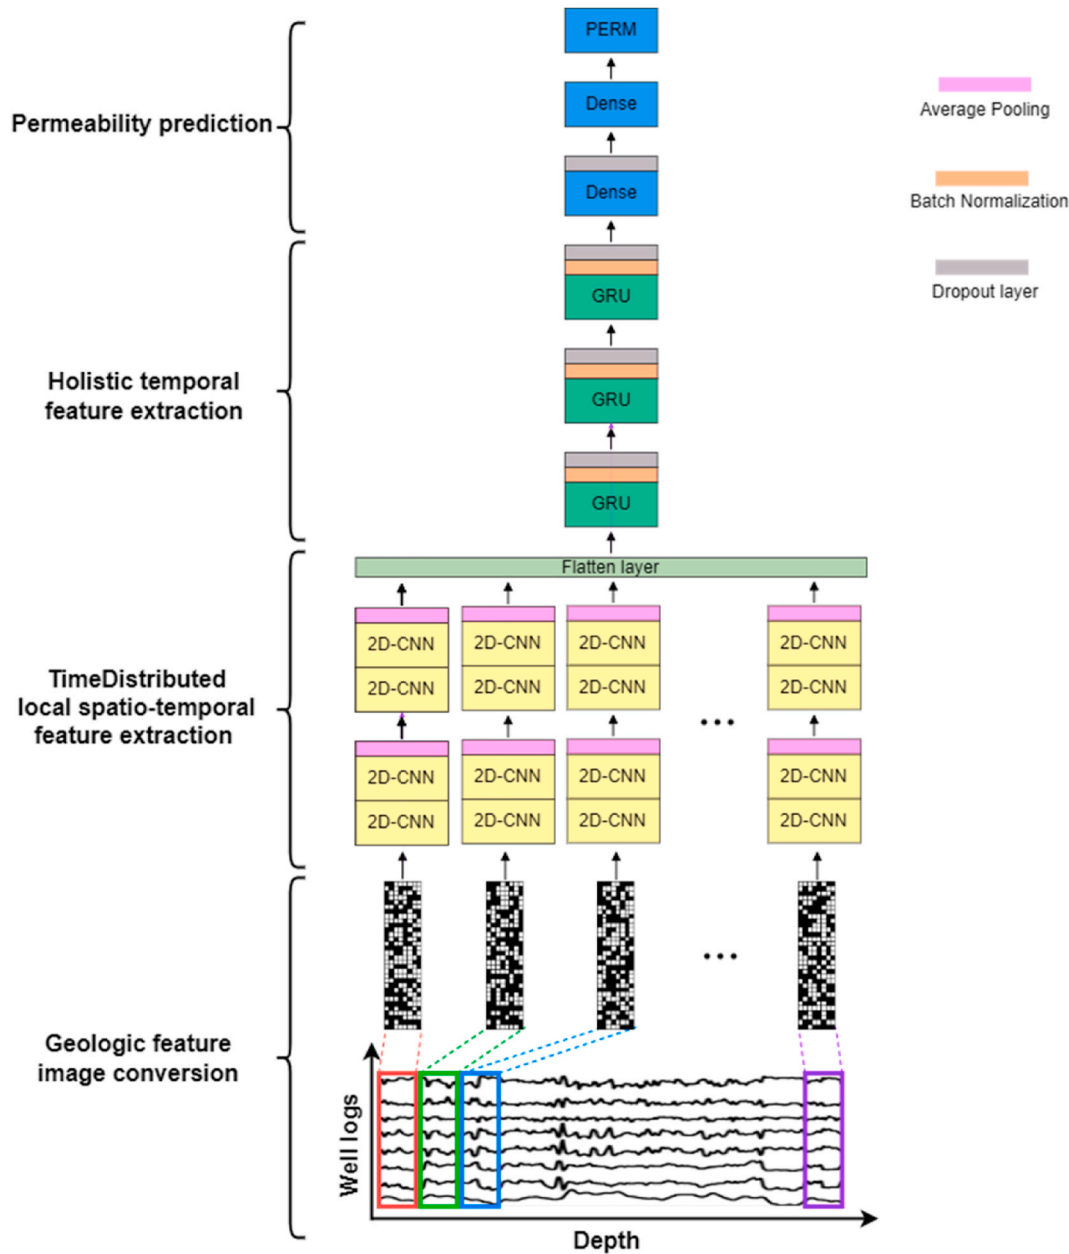 PERM
Dense
Permeability prediction
Dense
Average Pooling
Batch Normalization
Dropout layer
GRU
GRU
GRU
Holistic temporal
feature extraction
Flatten layer
2D-CNN 2D-CNN 2D-CNN 2D-CNN
2D-CNN 2D-CNN 2D-CNN 2D-CNN
TimeDistributed
local spatio-temporal
feature extraction
...
2D-CNN 2D-CNN 2D-CNN 2D-CNN
2D-CNN 2D-CNN 2D-CNN 2D-CNN
...
Geologic feature
image conversion
Well logs
Depth